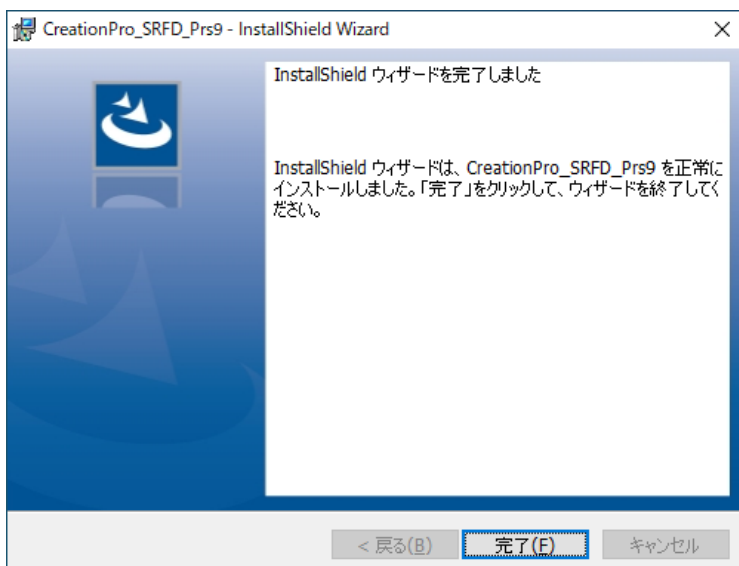 CreationPro_SRFD_Prs9 - InstallShield Wizard
InstallShield ウィザードを完了しました
InstallShield ウィザードは、CreationPro_SRFD_Prs9 を正常に
インストールしました。「完了」をクリックして、ウィザードを終了してく
ださい。
< 戻る(B) 完了(F) キャンセル